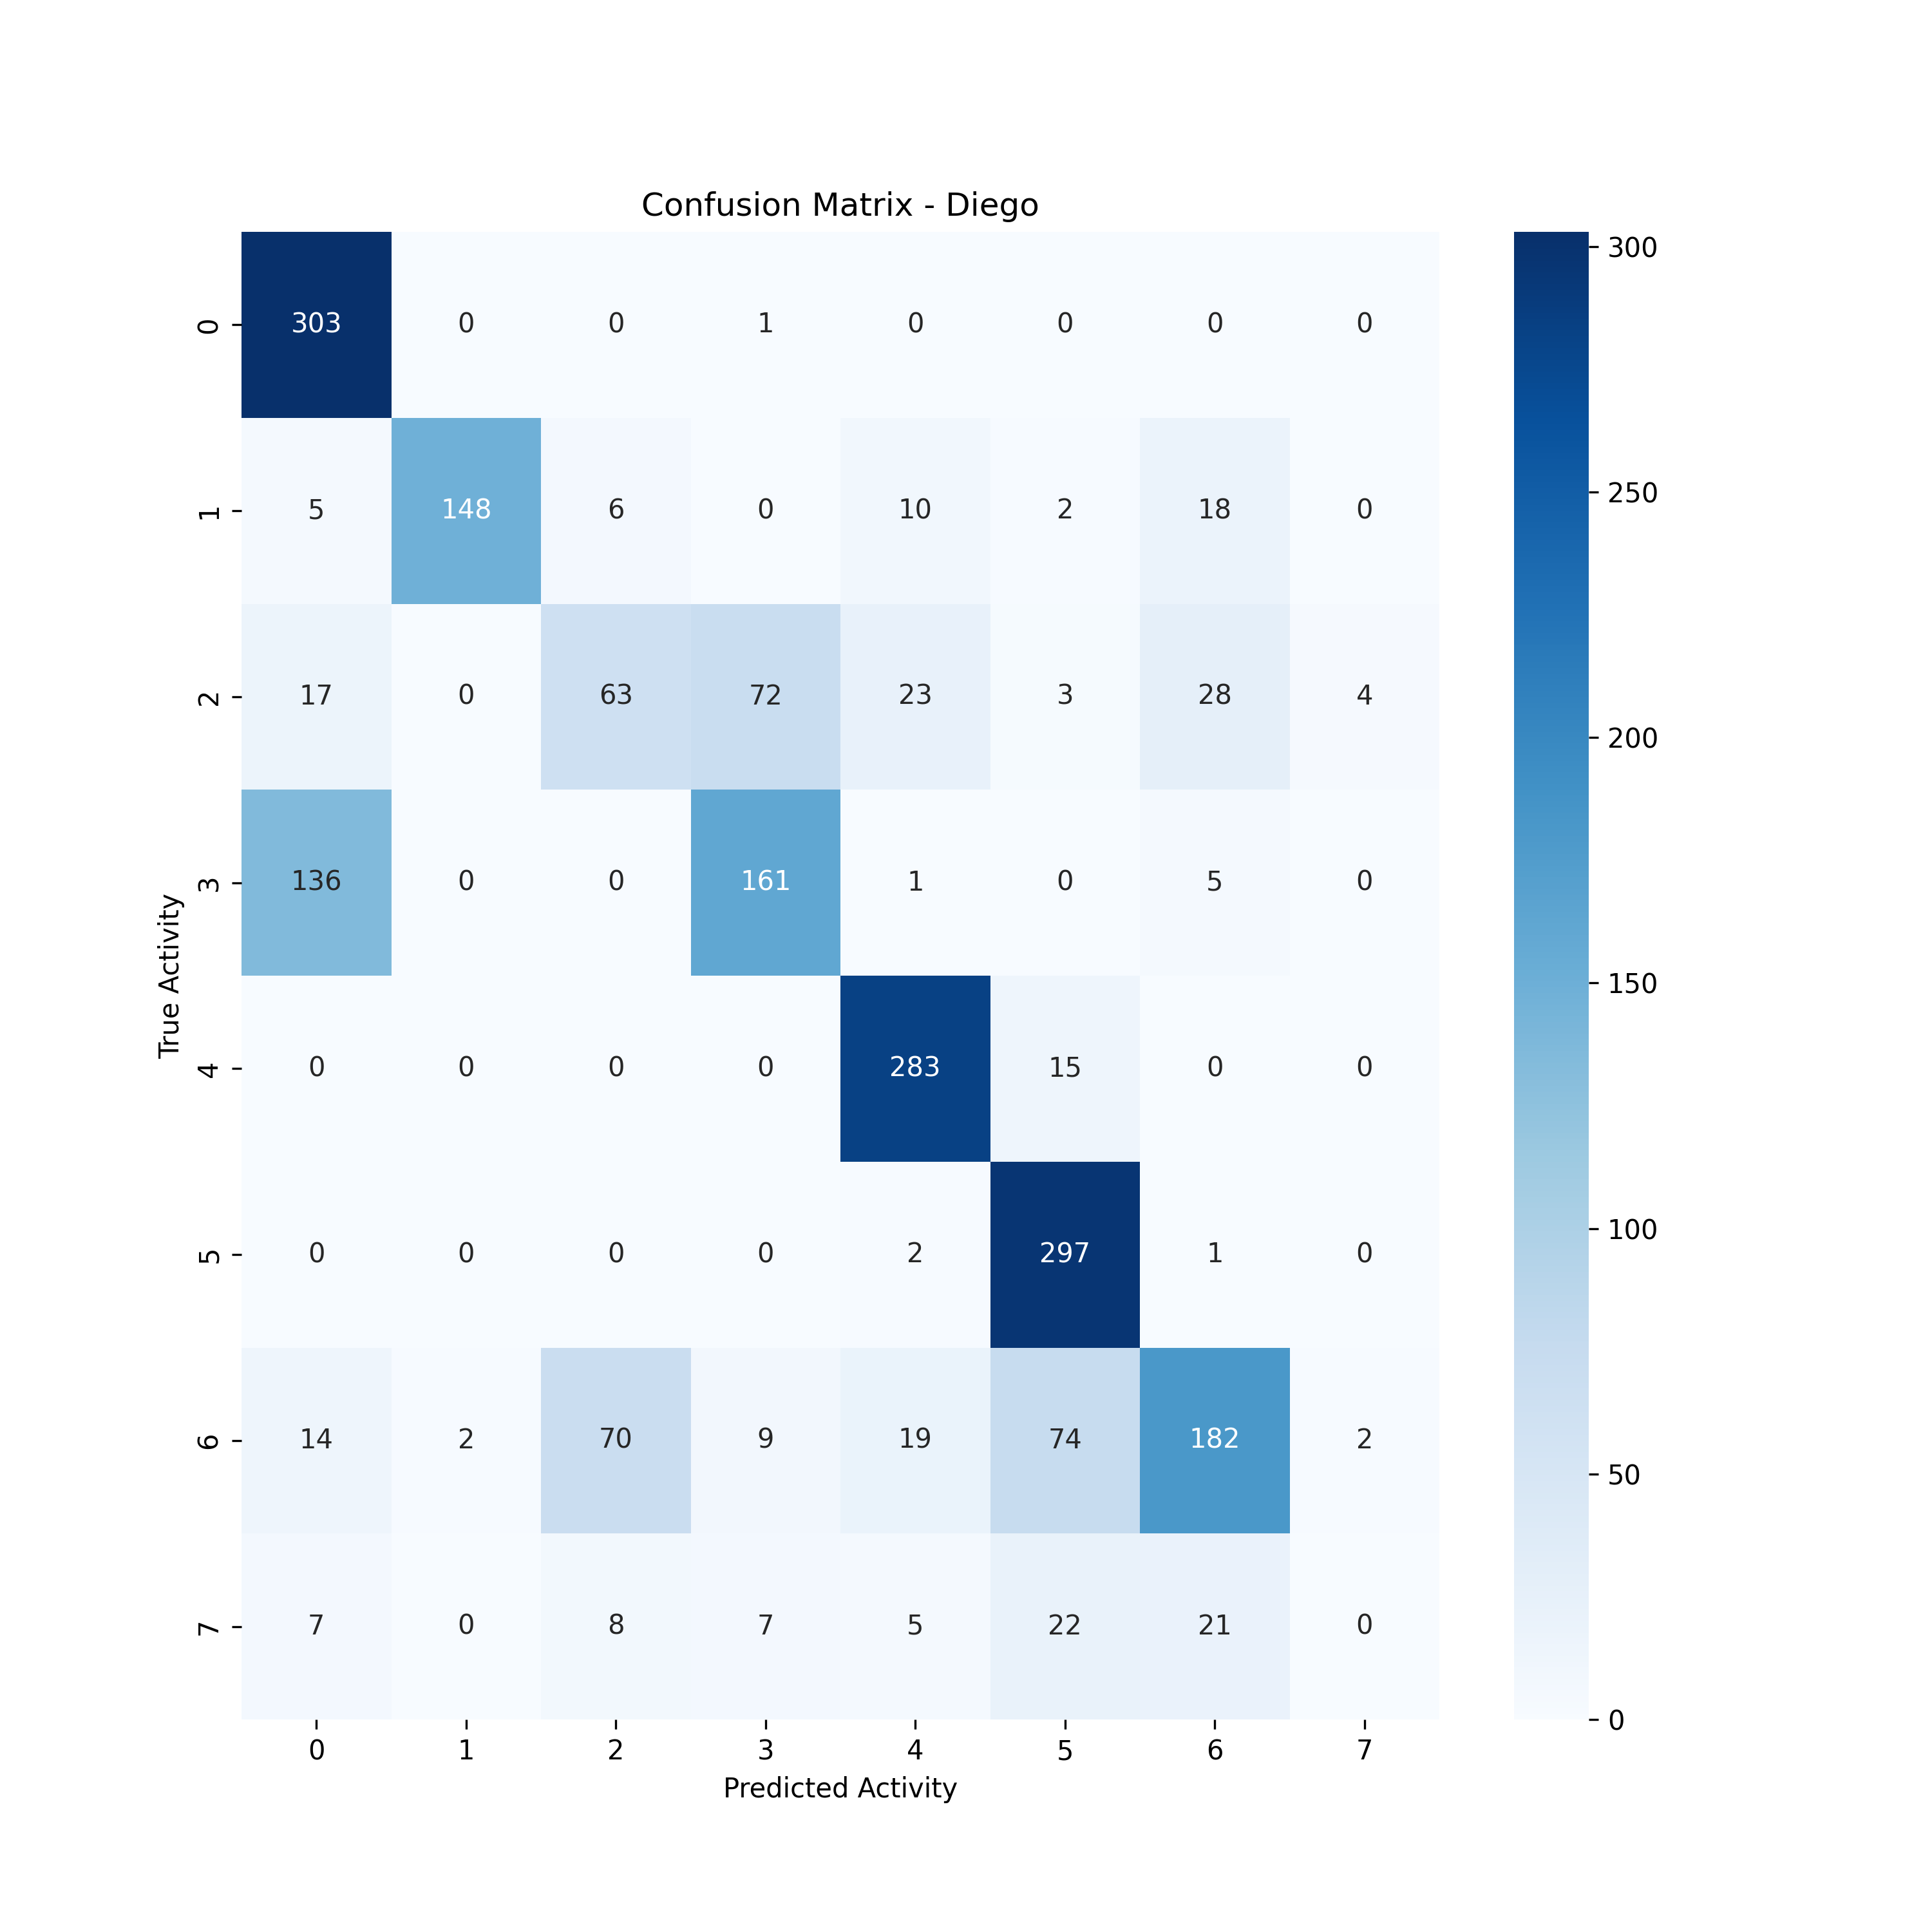 Confusion Matrix - Diego
0 303 0 0 1 0 0 0 0
1 5 148 6 0 10 2 18 0
2 17 0 63 72 23 3 28 4
3 136 0 0 161 1 0 5 0
4 0 0 0 0 283 15 0 0
5 0 0 0 0 2 297 1 0
6 14 2 70 9 19 74 182 2
7 7 0 8 7 5 22 21 0
0 1 2 3 4 5 6 7
Predicted Activity
True Activity
300
250
200
150
100
50
0